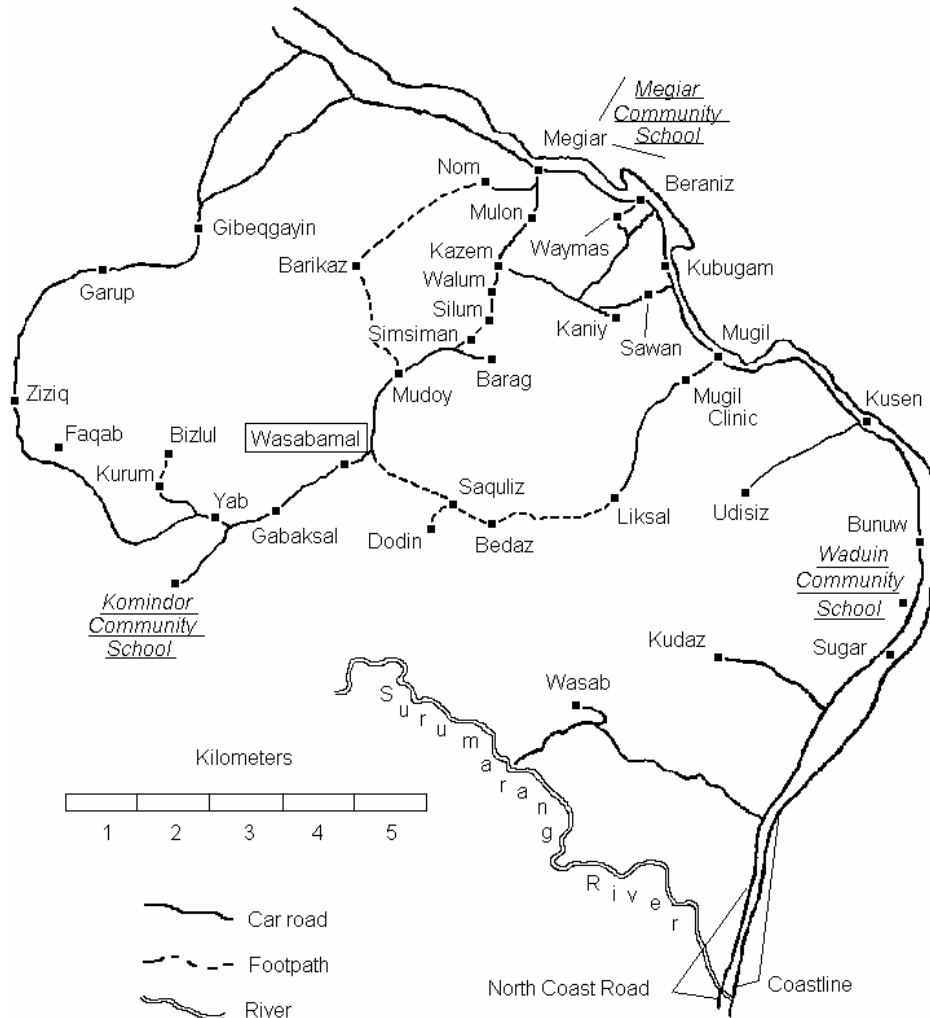 Megiar
Community
School
Megiar
Nom
Beraniz
Mulon
Waymas
Gibeqgayin
Kazem
Barikaz
Walum
Kubugam
Garup
Silum
Kaniy
Simsiman
Sawan
Mugil
Barag
Mudoy
Mugil
Clinic
Ziziq
Kusen
Faqab
Bizlul
Wasabamal
Kurum
Yab
Saquliz
Udisiz
Gabaksal
Liksal
Dodin
Bedaz
Bunuw
Waduin
Community
School
Komindor
Community
School
Kudaz
Sugar
Wasab
Surumarang River
Kilometers
1 2 3 4 5
Car road
Footpath
River
North Coast Road
Coastline